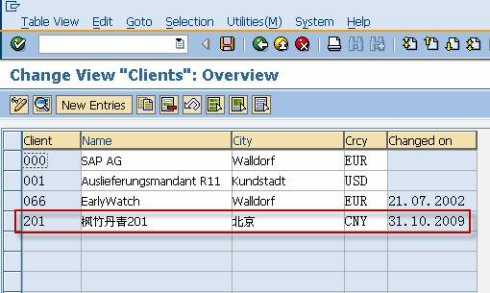 Table View Edit Goto Selection Utilities(M) System Help
Change View "Clients": Overview
New Entries
Client Name City Crcy Changed on
000 SAP AG Walldorf EUR
001 Auslieferungsmandant R11 Kundstadt USD
066 EarlyWatch Walldorf EUR 21.07.2002
201 枫竹丹青201 北京 CNY 31.10.2009